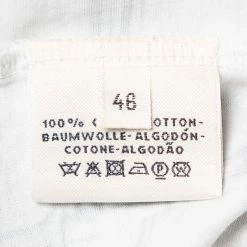 46
100% COTTON-
BAUMWOLLE-ALGODÓN-
COTONE-ALGODÃO
P